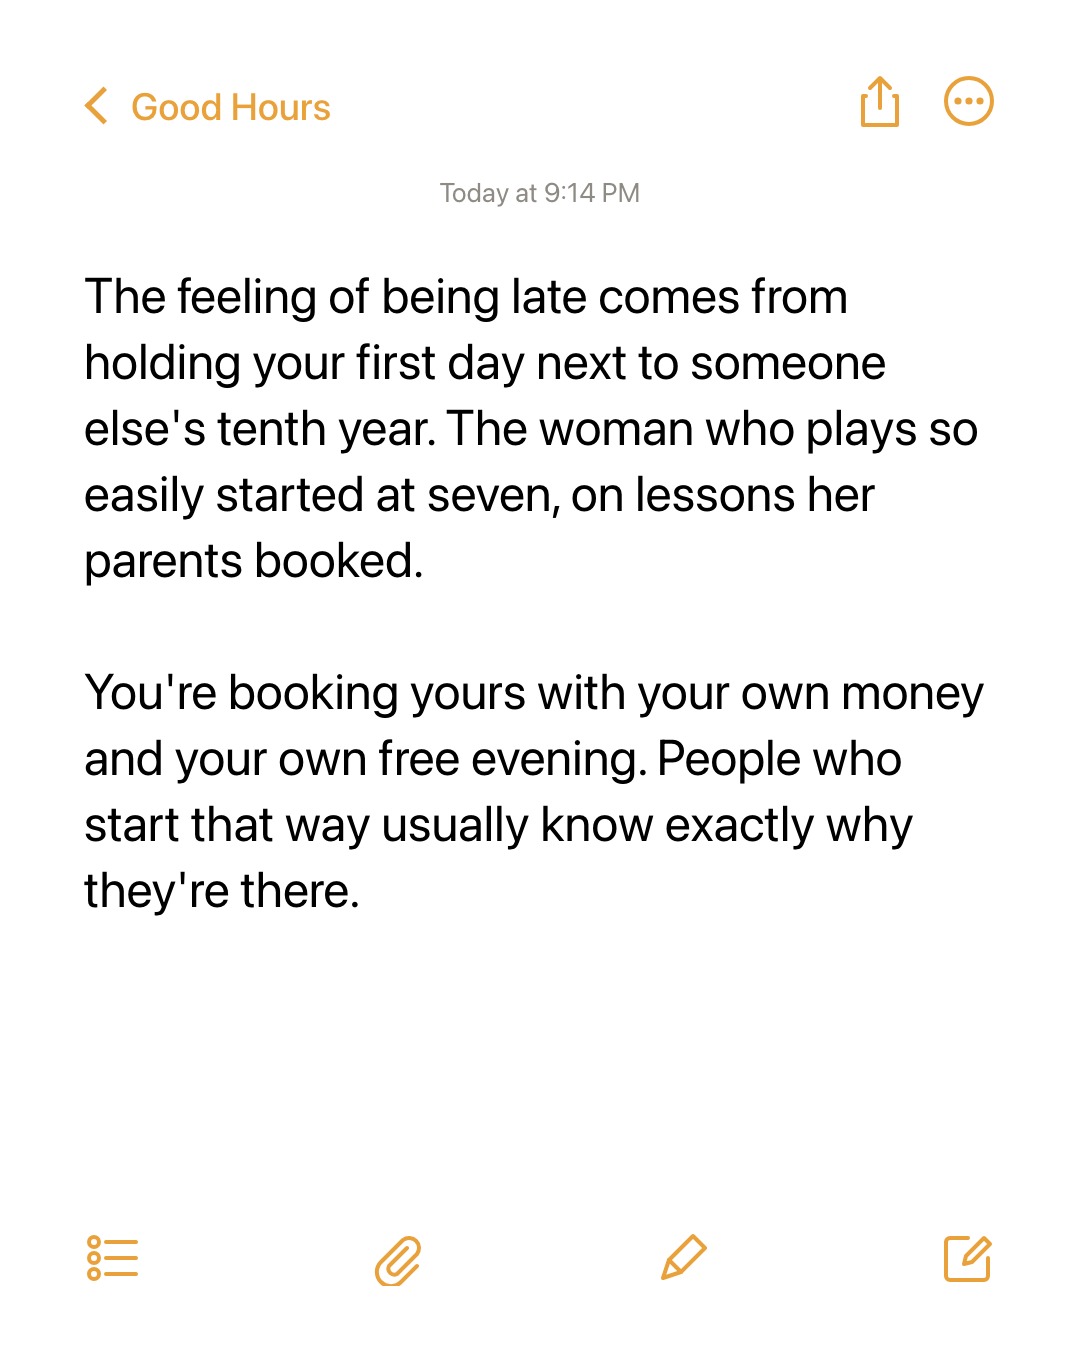 Good Hours
Today at 9:14 PM
The feeling of being late comes from
holding your first day next to someone
else's tenth year. The woman who plays so
easily started at seven, on lessons her
parents booked.
You're booking yours with your own money
and your own free evening. People who
start that way usually know exactly why
they're there.